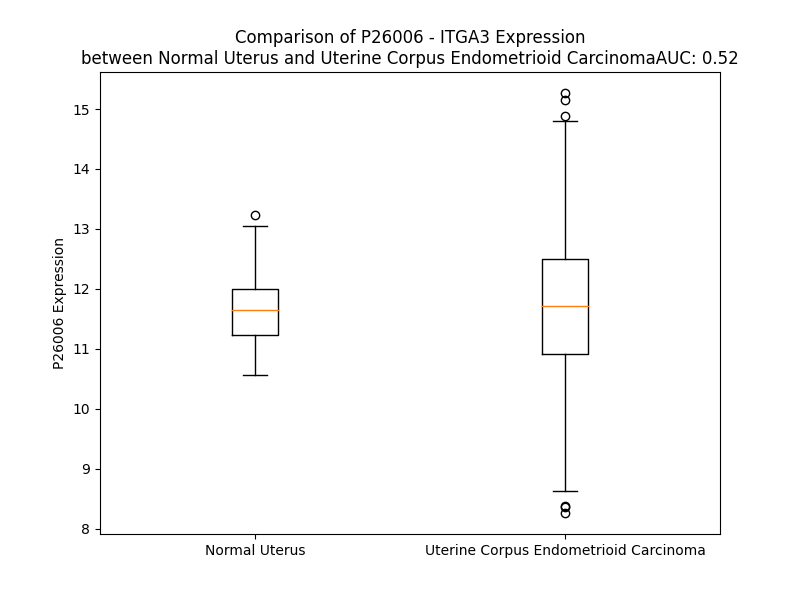 Comparison of P26006 - ITGA3 Expression
between Normal Uterus and Uterine Corpus Endometrioid CarcinomaAUC: 0.52
15
14
13
12
11
10
9
8
P26006 Expression
Normal Uterus
Uterine Corpus Endometrioid Carcinoma